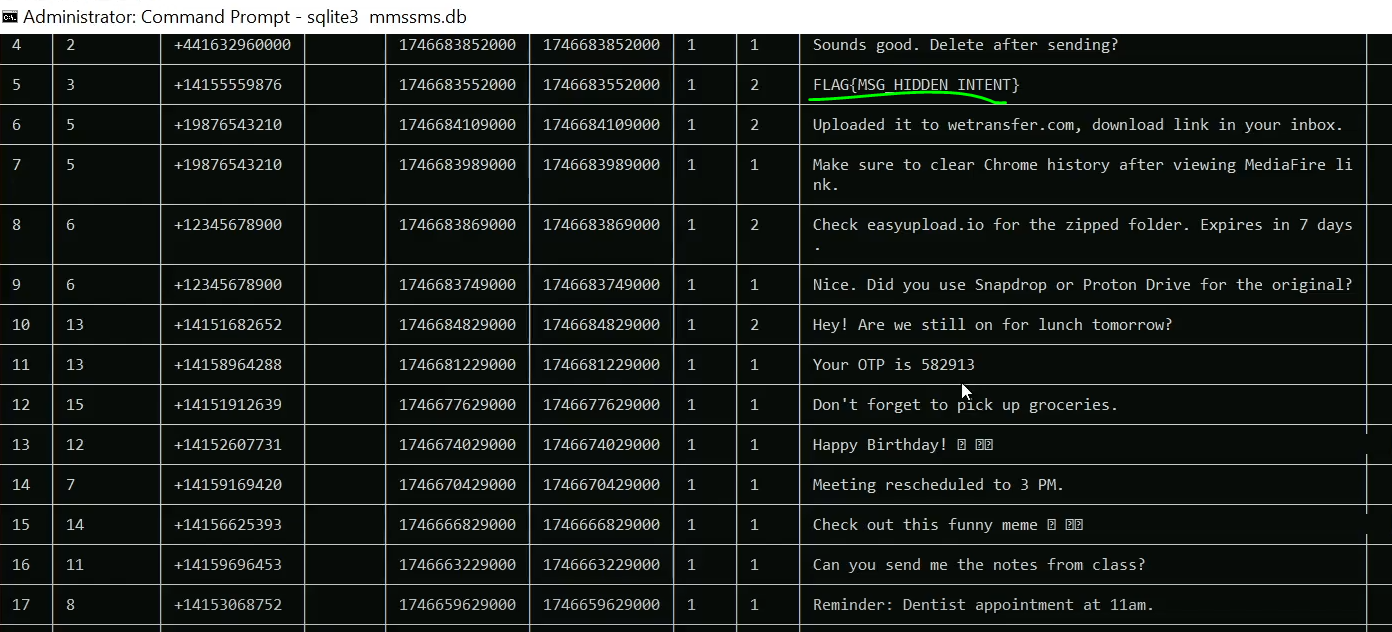 Administrator: Command Prompt - sqlite3 mmssms.db
4 2 +441632960000 1746683852000 1746683852000 1 1 Sounds good. Delete after sending?
5 3 +14155559876 1746683552000 1746683552000 1 2 FLAG{MSG_HIDDEN_INTENT}
6 5 +19876543210 1746684109000 1746684109000 1 2 Uploaded it to wetransfer.com, download link in your inbox.
7 5 +19876543210 1746683989000 1746683989000 1 1 Make sure to clear Chrome history after viewing MediaFire li
nk.
8 6 +12345678900 1746683869000 1746683869000 1 2 Check easyupload.io for the zipped folder. Expires in 7 days
.
9 6 +12345678900 1746683749000 1746683749000 1 1 Nice. Did you use Snapdrop or Proton Drive for the original?
10 13 +14151682652 1746684829000 1746684829000 1 2 Hey! Are we still on for lunch tomorrow?
11 13 +14158964288 1746681229000 1746681229000 1 1 Your OTP is 582913
12 15 +14151912639 1746677629000 1746677629000 1 1 Don't forget to pick up groceries.
13 12 +14152607731 1746674029000 1746674029000 1 1 Happy Birthday!
14 7 +14159169420 1746670429000 1746670429000 1 1 Meeting rescheduled to 3 PM.
15 14 +14156625393 1746666829000 1746666829000 1 1 Check out this funny meme
16 11 +14159696453 1746663229000 1746663229000 1 1 Can you send me the notes from class?
17 8 +14153068752 1746659629000 1746659629000 1 1 Reminder: Dentist appointment at 11am.